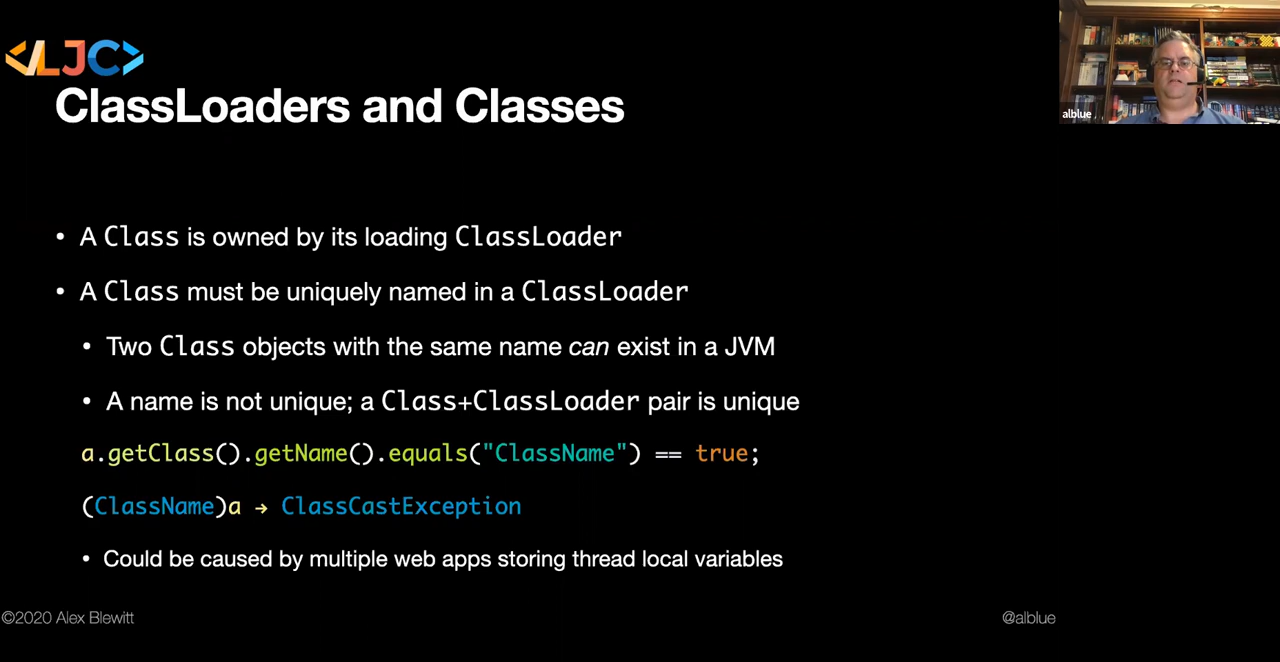 <LJC>
ClassLoaders and Classes
alblue
• A Class is owned by its loading ClassLoader
• A Class must be uniquely named in a ClassLoader
• Two Class objects with the same name can exist in a JVM
• A name is not unique; a Class+ClassLoader pair is unique
a.getClass().getName().equals("ClassName") == true;
(ClassName)a → ClassCastException
• Could be caused by multiple web apps storing thread local variables
©2020 Alex Blewitt
@alblue